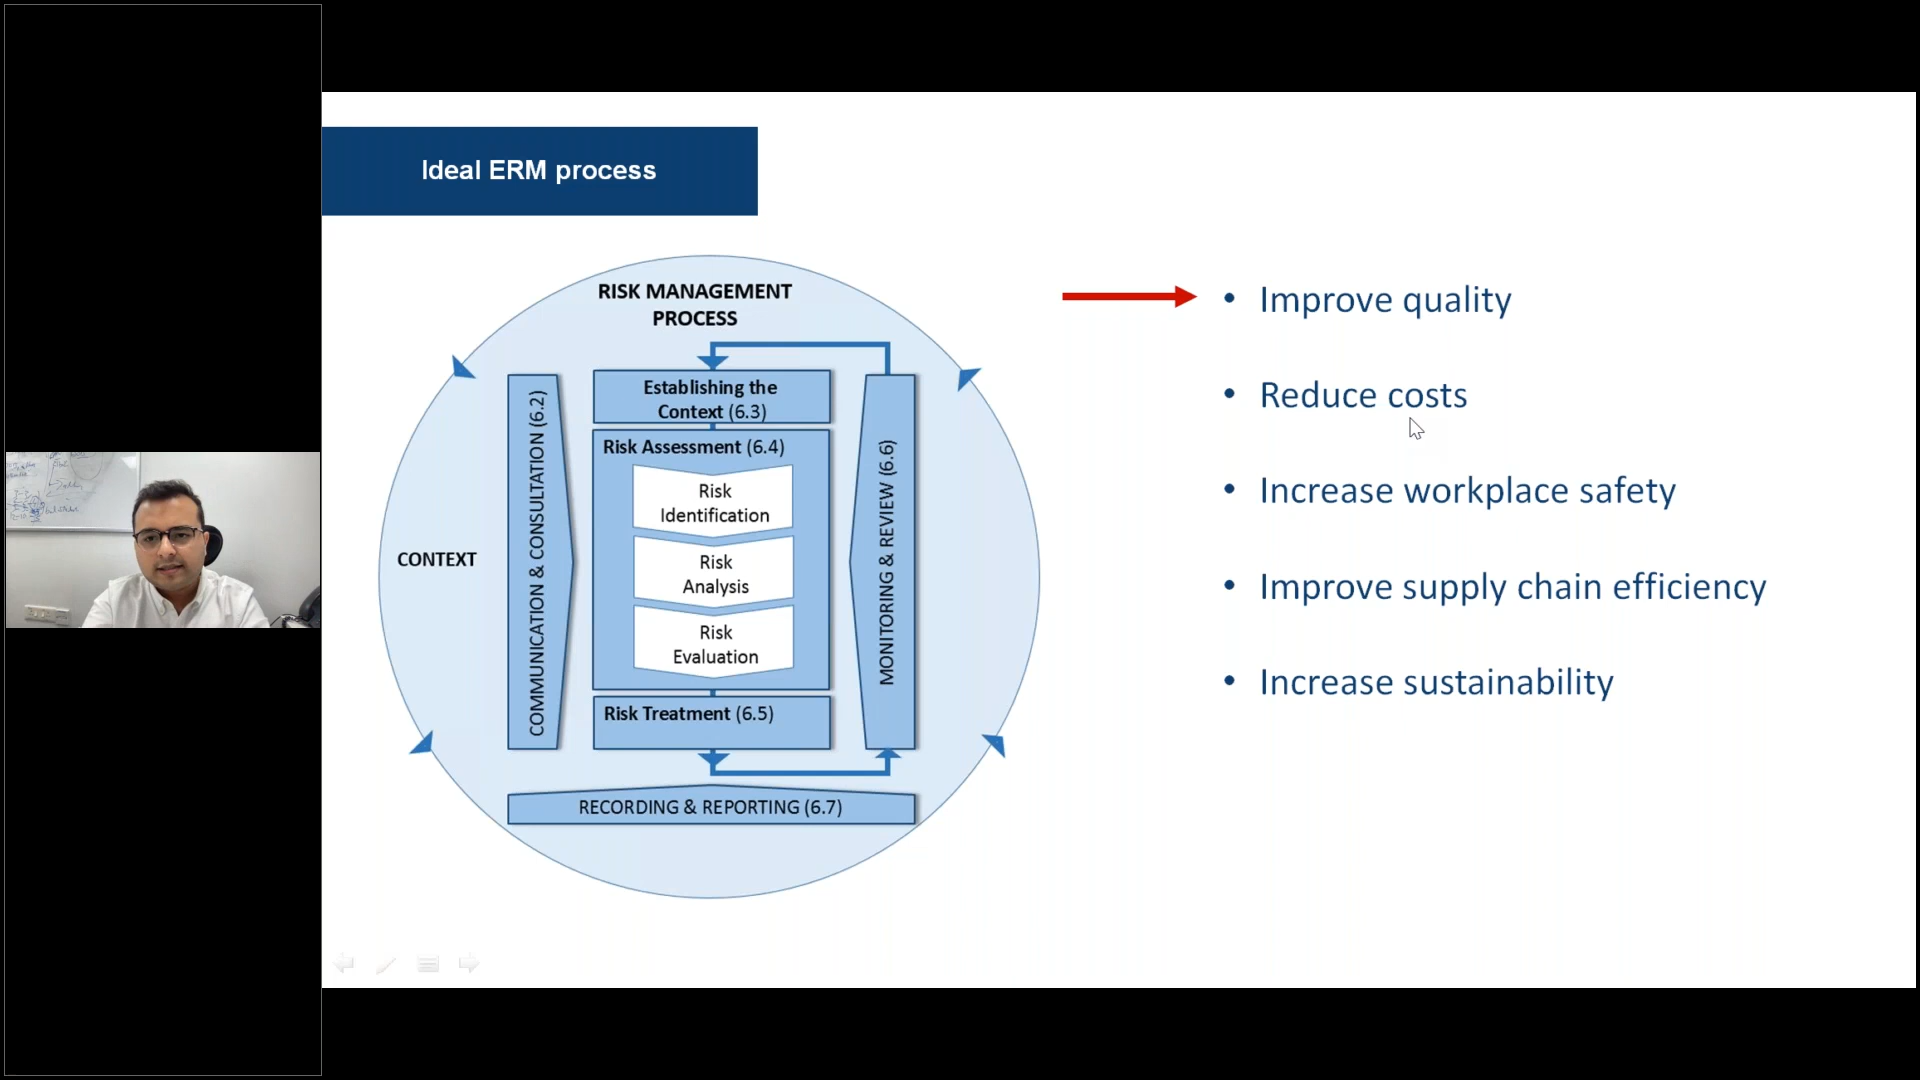 Ideal ERM process
RISK MANAGEMENT
PROCESS
CONTEXT
COMMUNICATION & CONSULTATION (6.2)
Establishing the
Context (6.3)
Risk Assessment (6.4)
Risk
Identification
Risk
Analysis
Risk
Evaluation
Risk Treatment (6.5)
MONITORING & REVIEW (6.6)
RECORDING & REPORTING (6.7)
• Improve quality
• Reduce costs
• Increase workplace safety
• Improve supply chain efficiency
• Increase sustainability